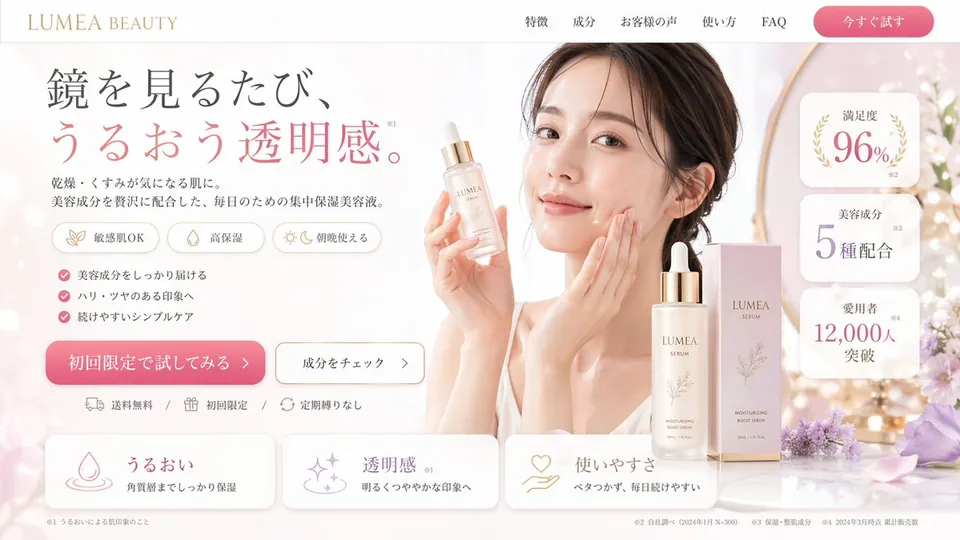 LUMEA BEAUTY
特徴
成分
お客様の声
使い方
FAQ
今すぐ試す
鏡を見るたび、
うるおう透明感。※1
乾燥・くすみが気になる肌に。
美容成分を贅沢に配合した、毎日のための集中保湿美容液。
敏感肌OK
高保湿
朝晩使える
美容成分をしっかり届ける
ハリ・ツヤのある印象へ
続けやすいシンプルケア
初回限定で試してみる
成分をチェック
送料無料 / 初回限定 / 定期縛りなし
LUMEA
SERUM
LUMEA
SERUM
MOISTURIZING
BOOST SERUM
LUMEA
SERUM
MOISTURIZING
BOOST SERUM
満足度
96%
※2
美容成分
※3
5種配合
愛用者
※4
12,000人
突破
うるおい
角質層までしっかり保湿
透明感 ※1
明るくつややかな印象へ
使いやすさ
ベタつかず、毎日続けやすい
※1 うるおいによる肌印象のこと
※2 自社調べ（2024年1月 N=300） ※3 保湿・整肌成分 ※4 2024年3月時点 累計販売数